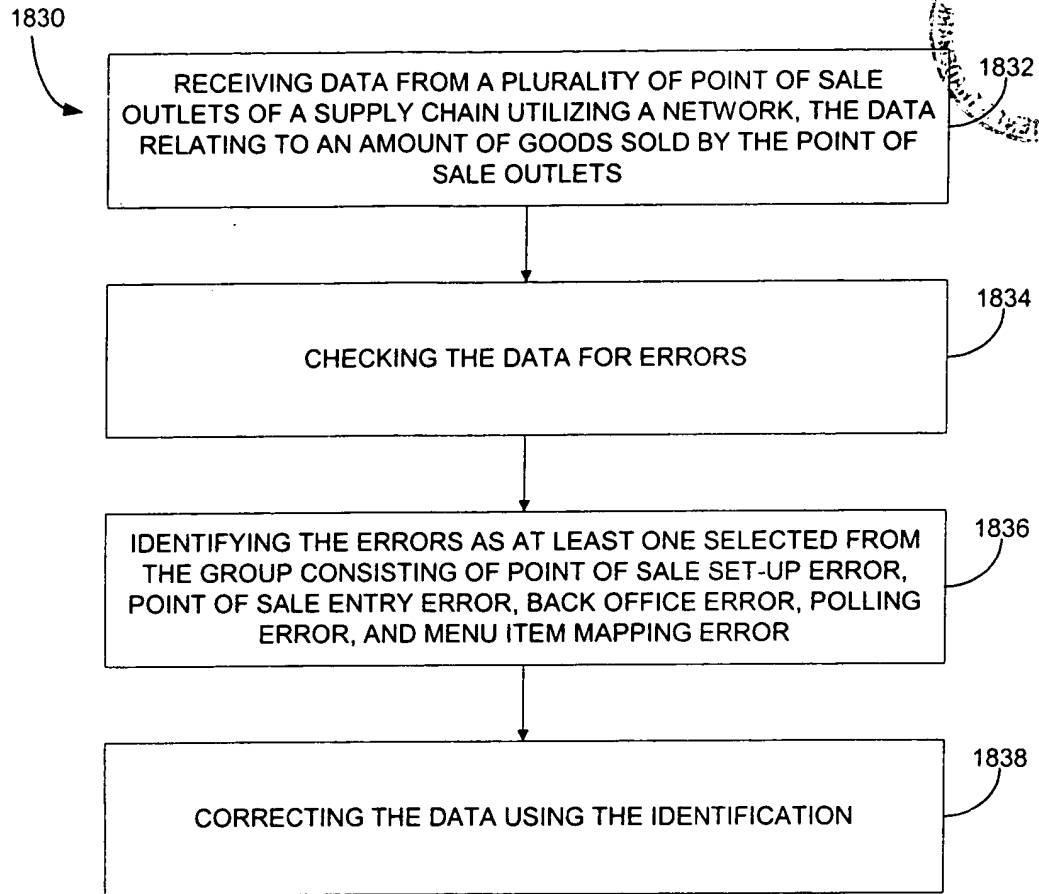 1830
RECEIVING DATA FROM A PLURALITY OF POINT OF SALE
OUTLETS OF A SUPPLY CHAIN UTILIZING A NETWORK, THE DATA
RELATING TO AN AMOUNT OF GOODS SOLD BY THE POINT OF
SALE OUTLETS
1832
CHECKING THE DATA FOR ERRORS
1834
IDENTIFYING THE ERRORS AS AT LEAST ONE SELECTED FROM
THE GROUP CONSISTING OF POINT OF SALE SET-UP ERROR,
POINT OF SALE ENTRY ERROR, BACK OFFICE ERROR, POLLING
ERROR, AND MENU ITEM MAPPING ERROR
1836
CORRECTING THE DATA USING THE IDENTIFICATION
1838